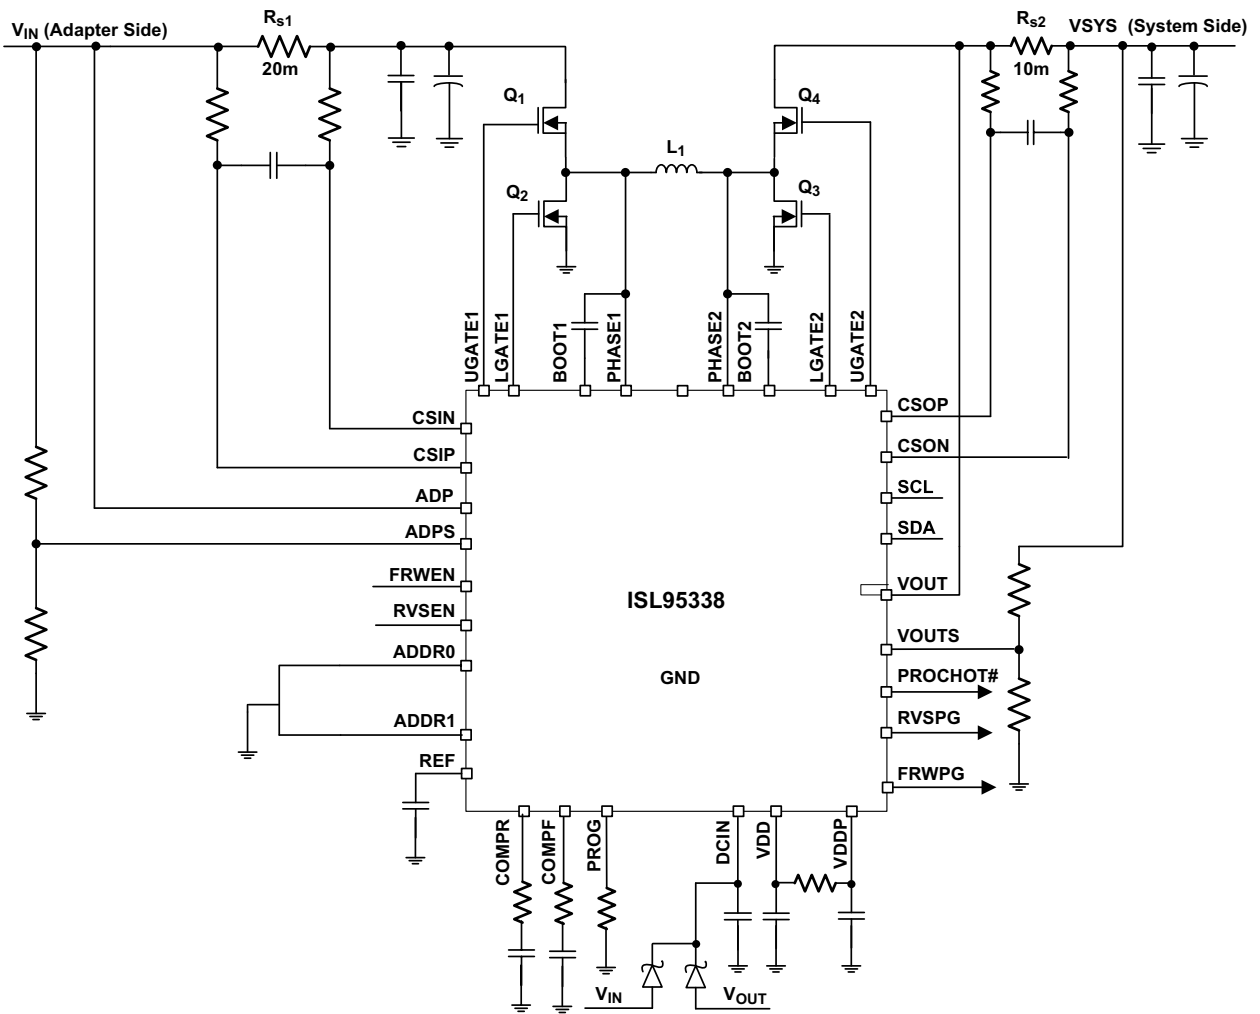 VIN (Adapter Side)
Rs1
20m
Rs2
10m
VSYS (System Side)
Q1
Q4
L1
Q2
Q3
UGATE1
LGATE1
BOOT1
PHASE1
PHASE2
BOOT2
LGATE2
UGATE2
CSIN
CSIP
ADP
ADPS
FRWEN
RVSEN
ADDR0
ADDR1
REF
CSOP
CSON
SCL
SDA
VOUT
VOUTS
PROCHOT#
RVSPG
FRWPG
ISL95338
GND
COMPR
COMPF
PROG
DCIN
VDD
VDDP
VIN
VOUT